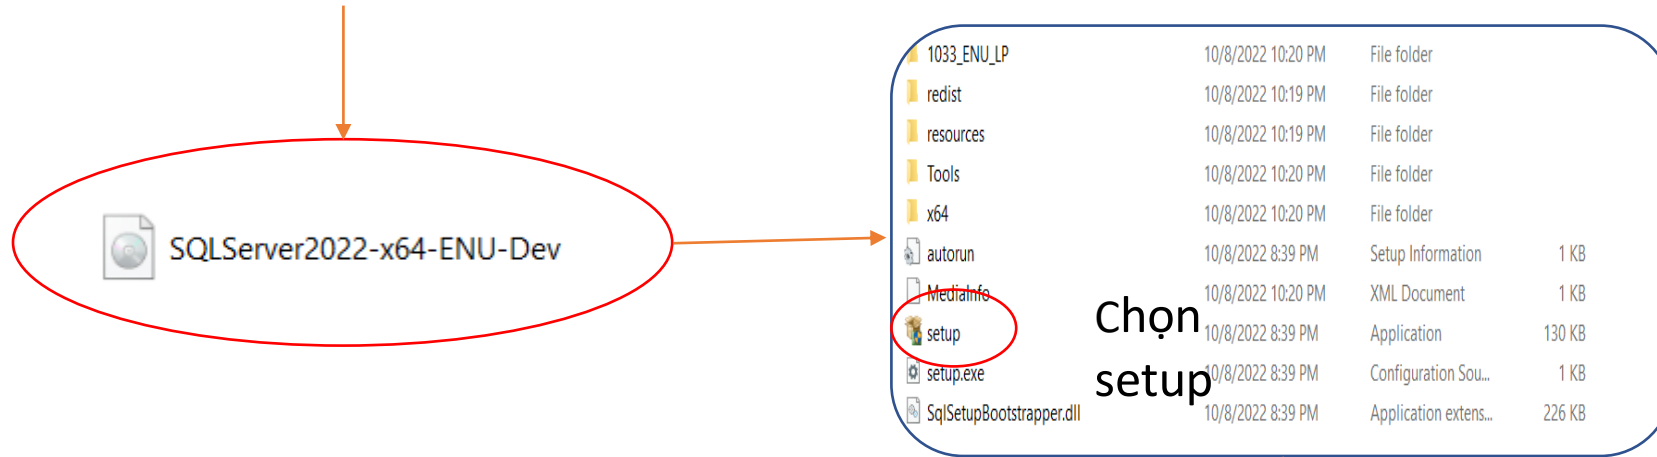 SQLServer2022-x64-ENU-Dev
1033_ENU_LP 10/8/2022 10:20 PM File folder
redist 10/8/2022 10:19 PM File folder
resources 10/8/2022 10:19 PM File folder
Tools 10/8/2022 10:20 PM File folder
x64 10/8/2022 10:20 PM File folder
autorun 10/8/2022 8:39 PM Setup Information 1 KB
MediaInfo 10/8/2022 10:20 PM XML Document 1 KB
setup 10/8/2022 8:39 PM Application 130 KB
setup.exe 10/8/2022 8:39 PM Configuration Sou... 1 KB
SqlSetupBootstrapper.dll 10/8/2022 8:39 PM Application extens... 226 KB
Chọn
setup